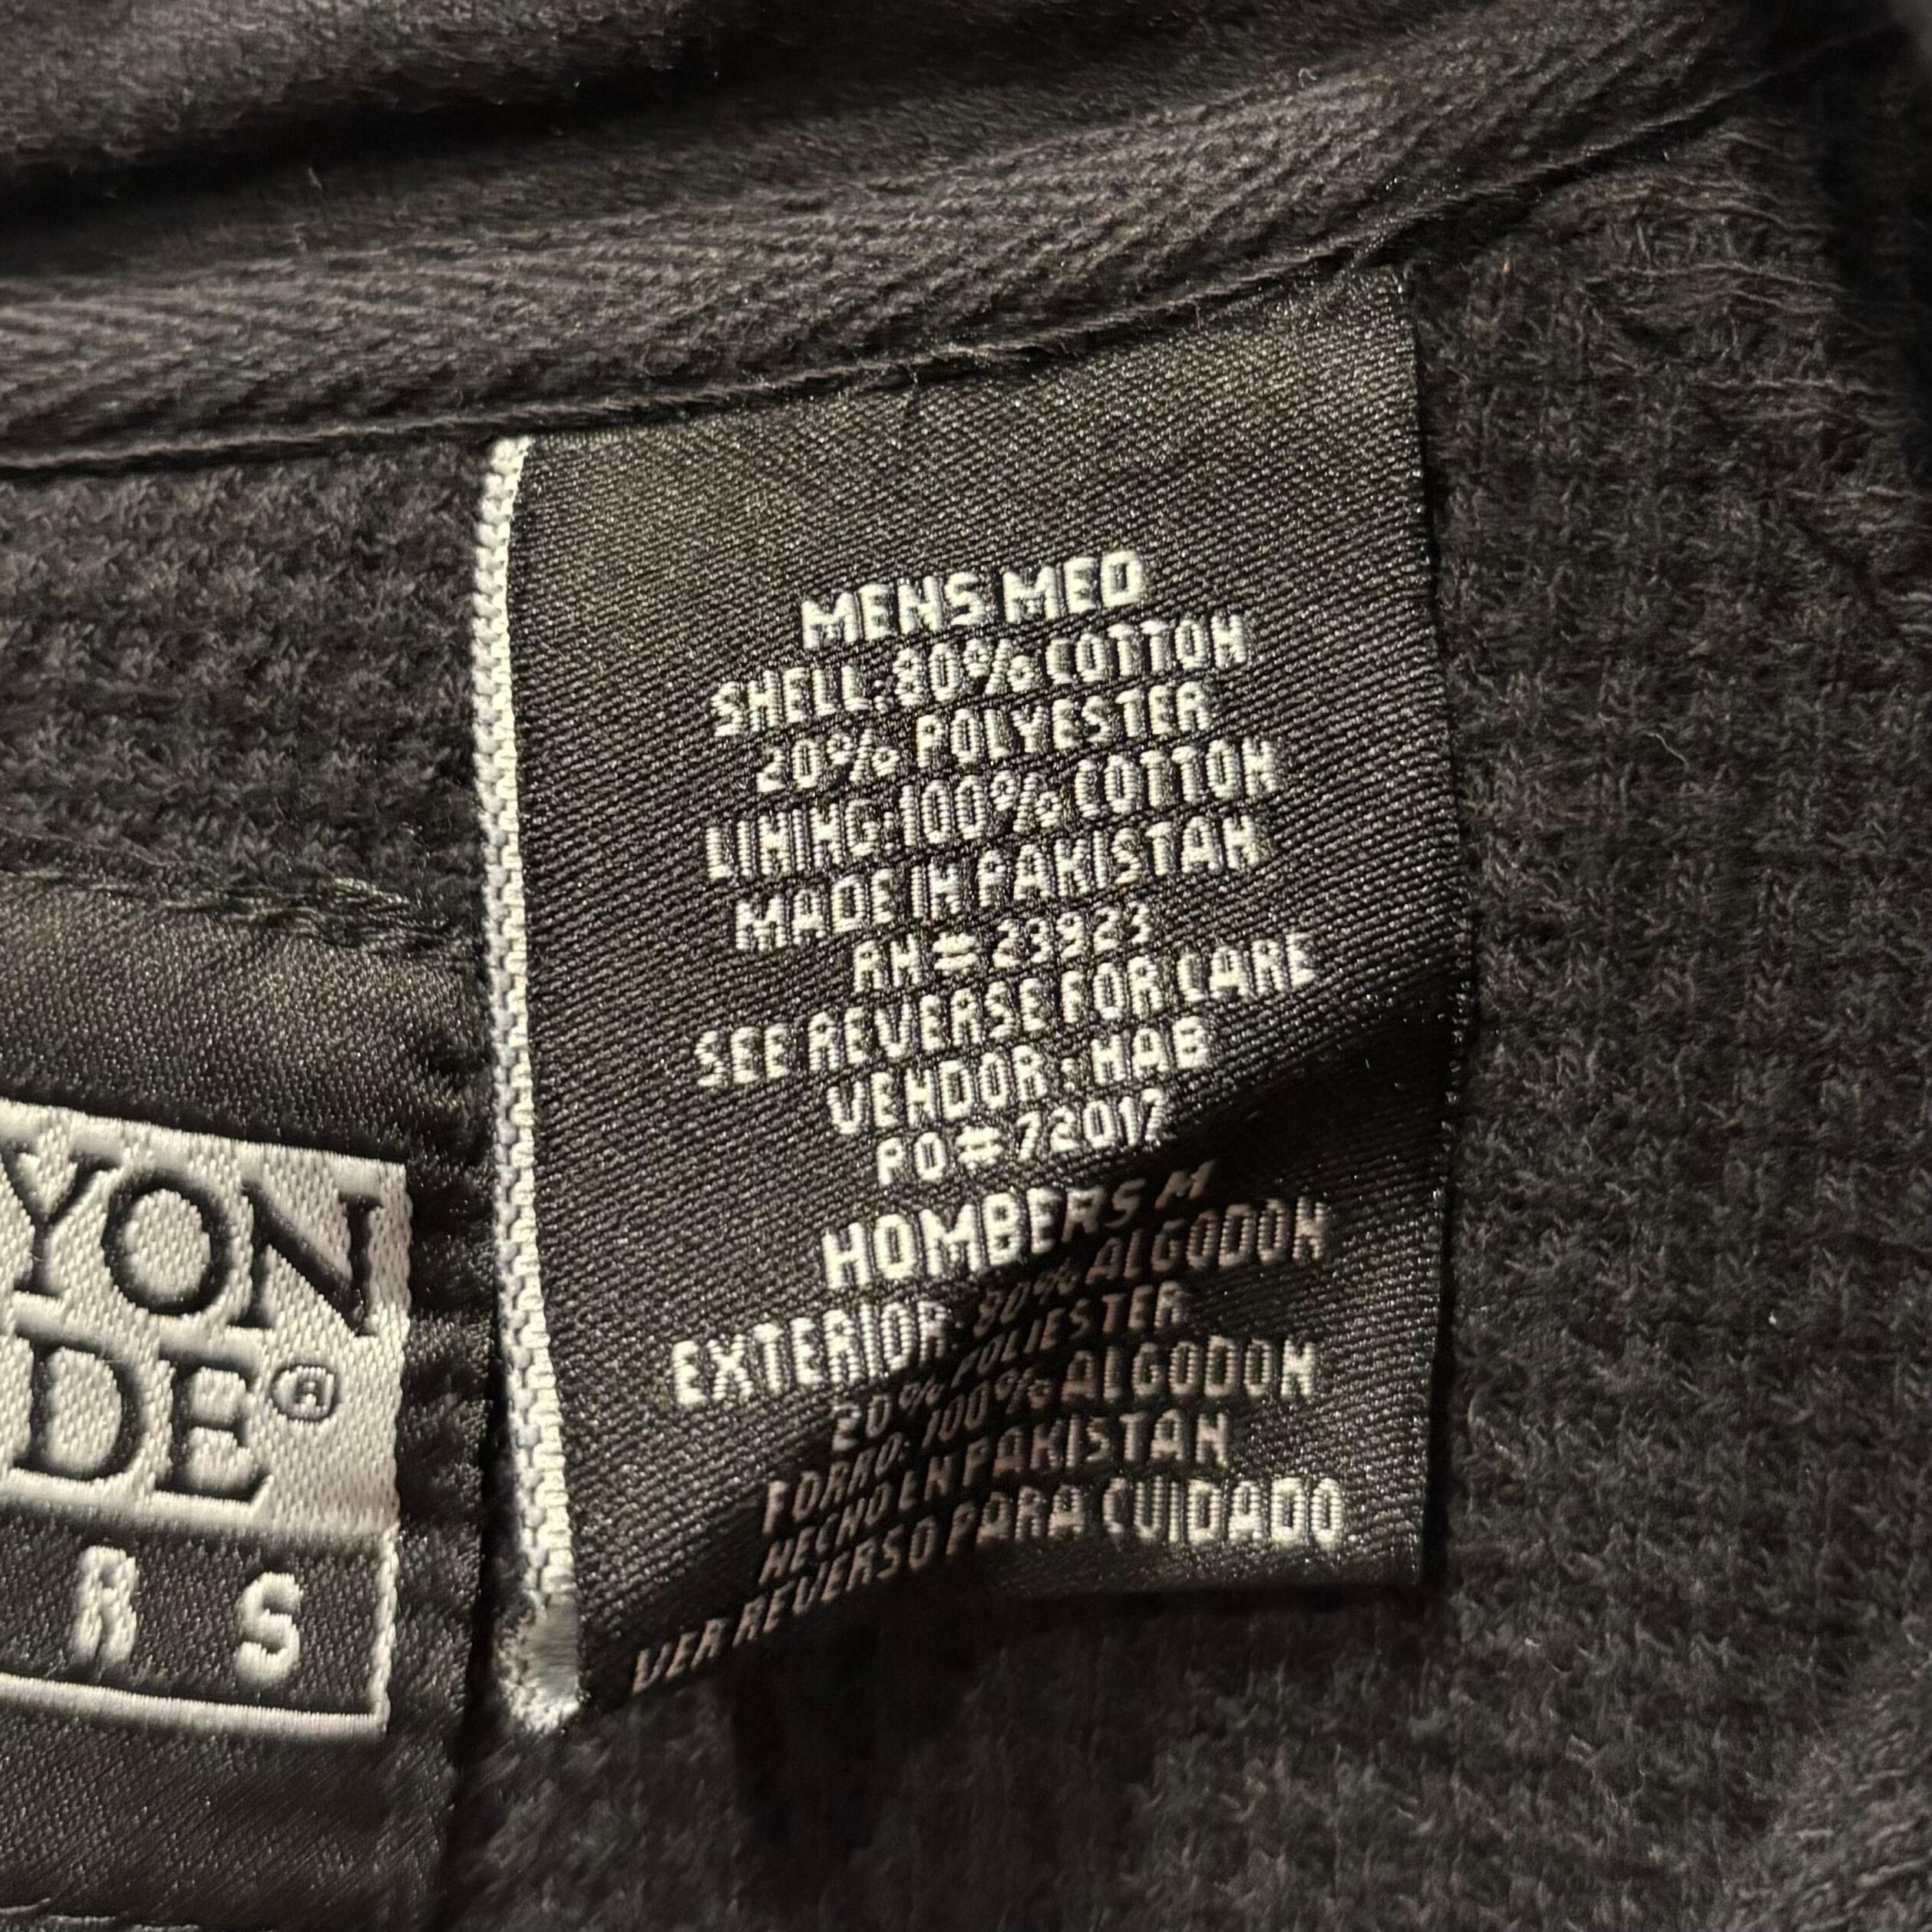 MENS MED
SHELL: 80% COTTON
20% POLYESTER
LINING: 100% COTTON
MADE IN PAKISTAN
RN# 23923
SEE REVERSE FOR CARE
VENDOR: HAB
PO# 72017
HOMBERS M
EXTERIOR: 80% ALGODON
20% POLIESTER
FORRO: 100% ALGODON
HECHO EN PAKISTAN
VER REVERSO PARA CUIDADO
YON
DE®
R S